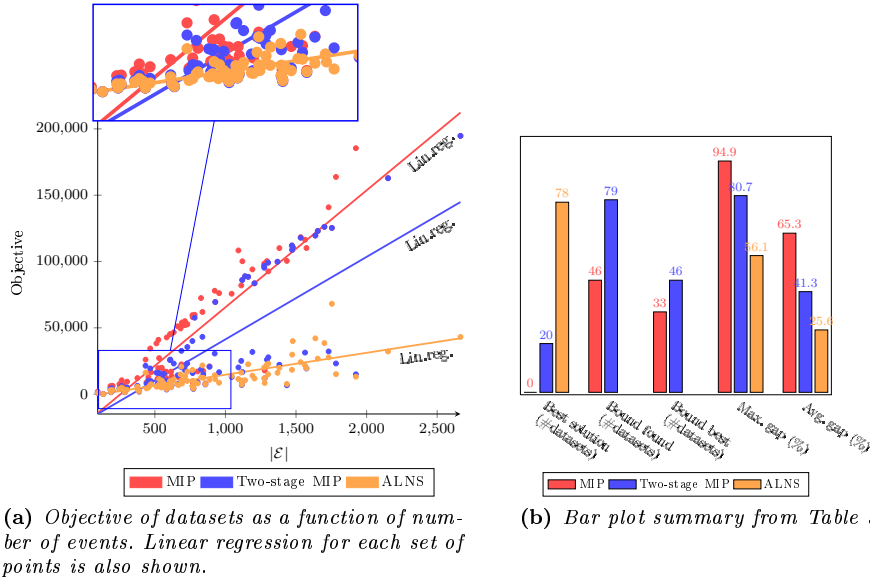 200,000
150,000
100,000
50,000
0
Objective
Lin.reg.
Lin.reg.
Lin.reg.
500
1,000
1,500
2,000
2,500
|ℰ|
MIP Two-stage MIP ALNS
(a) Objective of datasets as a function of num-
ber of events. Linear regression for each set of
points is also shown.
0
20
78
46
79
33
46
94.9
80.7
56.1
65.3
41.3
25.6
Best solution
(#datasets)
Bound found
(#datasets)
Bound best
(#datasets)
Max. gap (%)
Avg. gap (%)
MIP Two-stage MIP ALNS
(b) Bar plot summary from Table